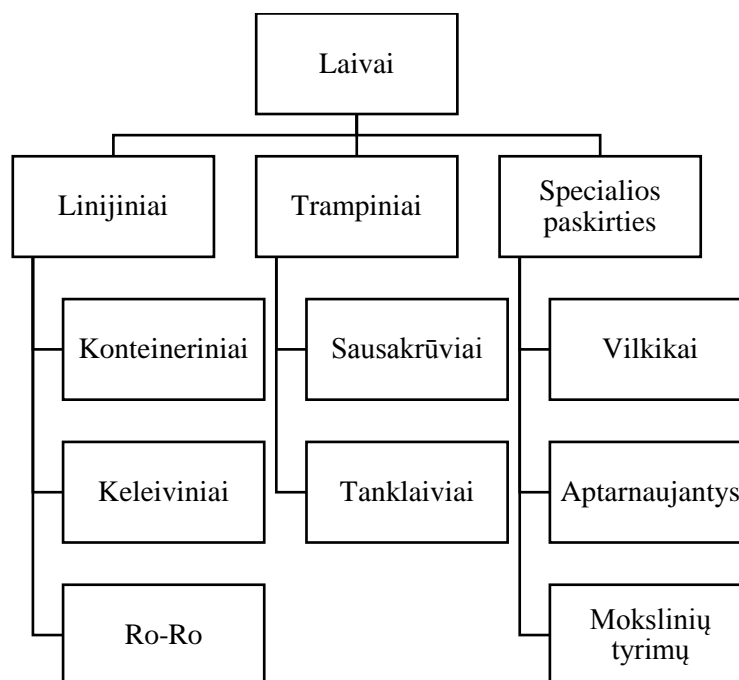 Laivai
Linijiniai
Trampiniai
Specialios
paskirties
Konteineriniai
Sausakrūviai
Vilkikai
Keleiviniai
Tanklaiviai
Aptarnaujantys
Ro-Ro
Mokslinių
tyrimų